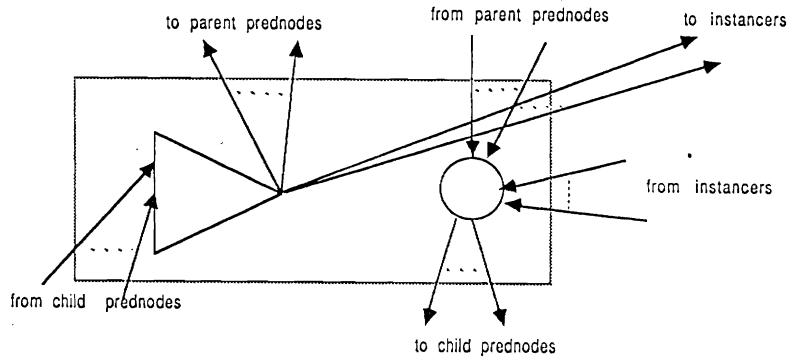 to parent prednodes
from parent prednodes
to instancers
from instancers
from child prednodes
to child prednodes